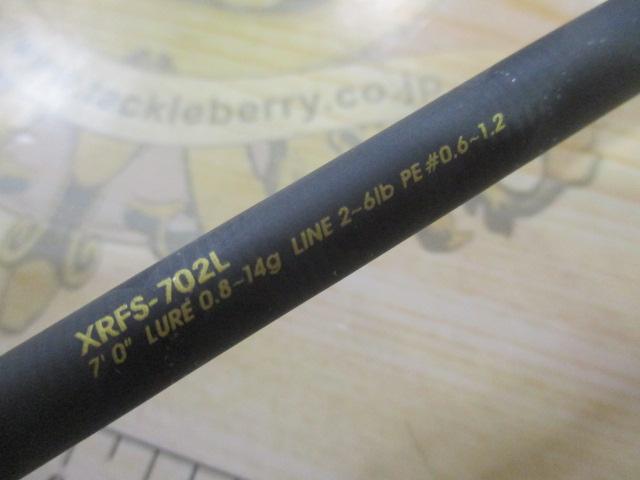 tackleberry.co.jp
XRFS-702L
7' 0" LURE 0.8~14g LINE 2~6lb PE #0.6~1.2